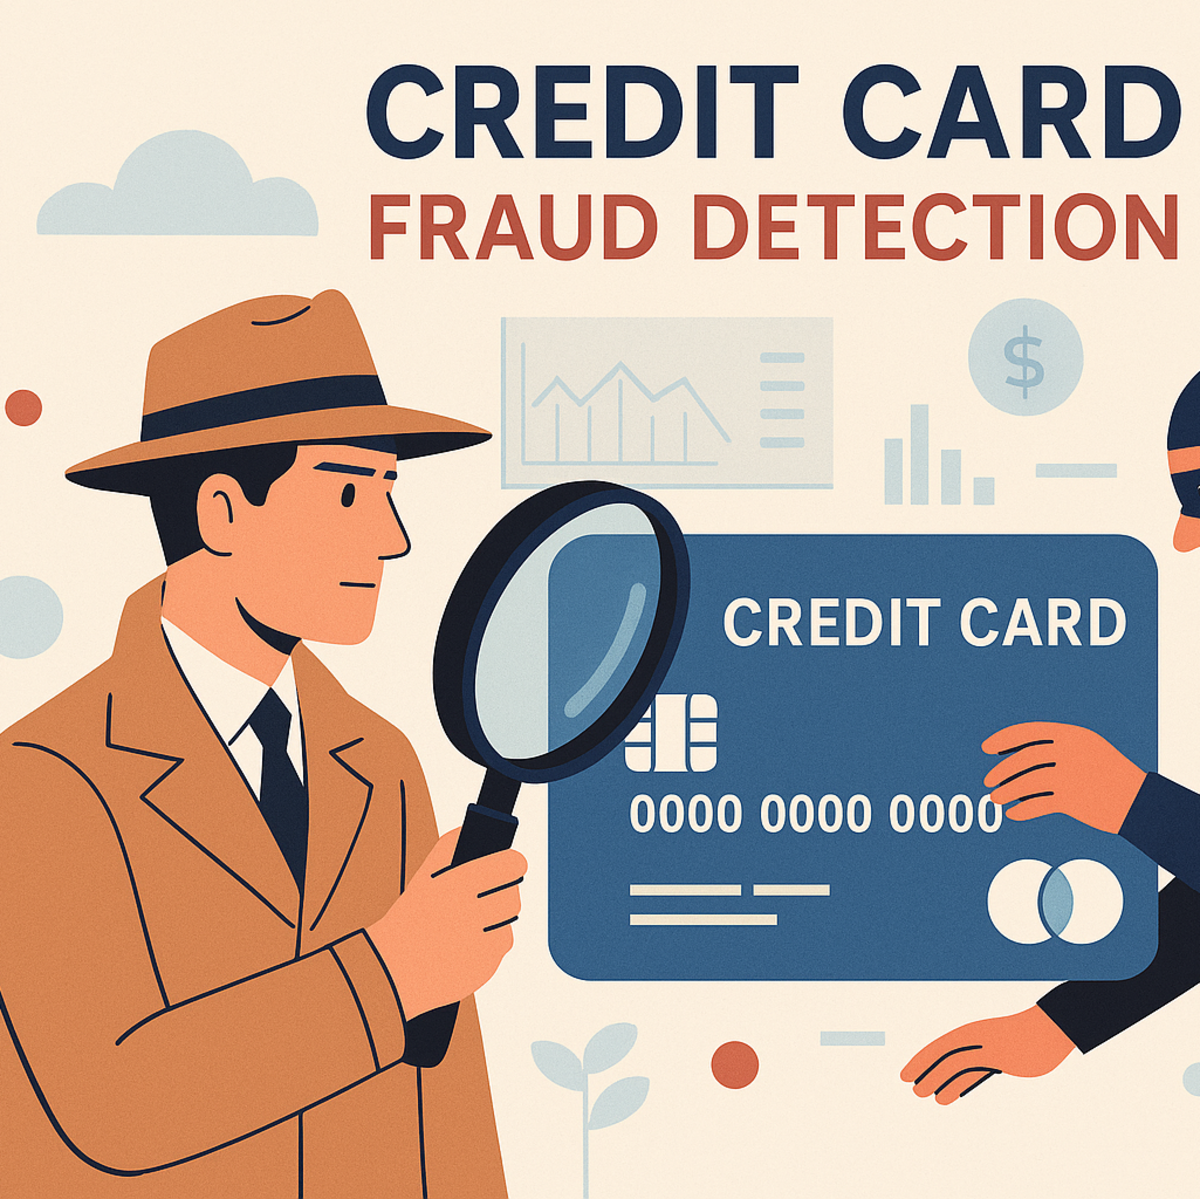 CREDIT CARD
FRAUD DETECTION
$
CREDIT CARD
0000 0000 0000